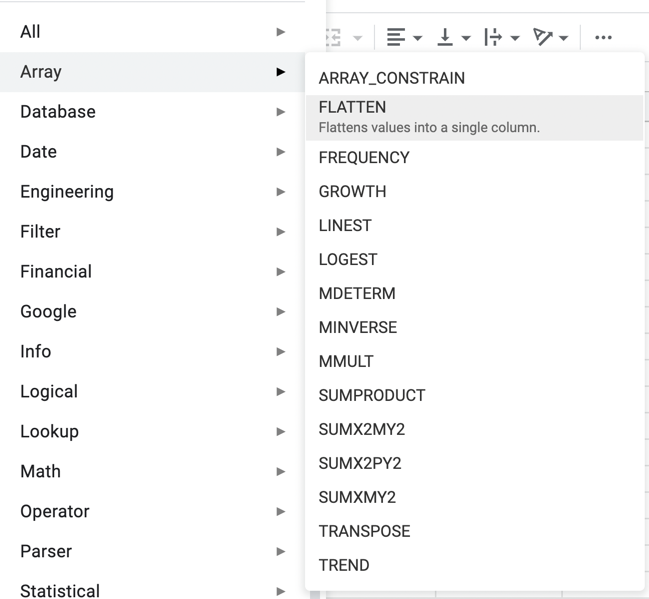 All
Array
Database
Date
Engineering
Filter
Financial
Google
Info
Logical
Lookup
Math
Operator
Parser
Statistical
ARRAY_CONSTRAIN
FLATTEN
Flattens values into a single column.
FREQUENCY
GROWTH
LINEST
LOGEST
MDETERM
MINVERSE
MMULT
SUMPRODUCT
SUMX2MY2
SUMX2PY2
SUMXMY2
TRANSPOSE
TREND